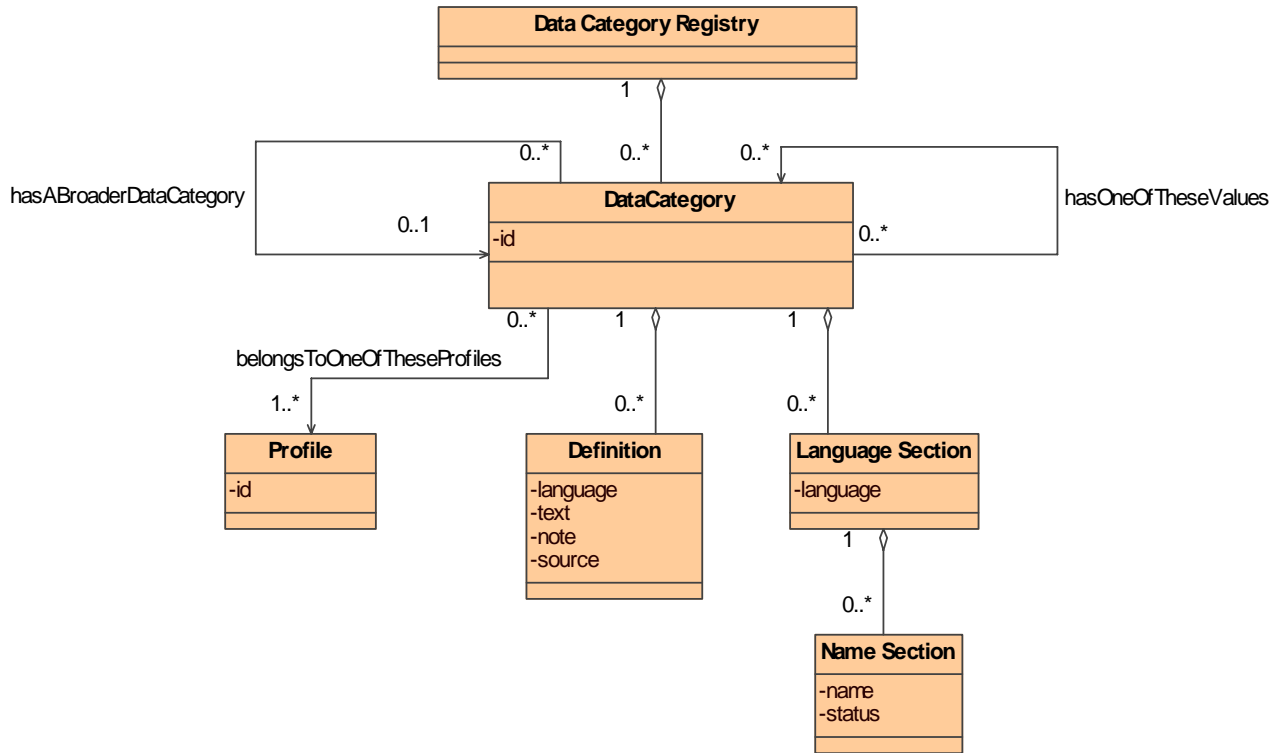 Data Category Registry
1
0..*
0..*
0..*
hasABroaderDataCategory
DataCategory
hasOneOfTheseValues
0..1
-id
0..*
0..*
1
1
belongsToOneOfTheseProfiles
1..*
0..*
0..*
Profile
Definition
Language Section
-id
-language
-language
-text
-note
-source
1
0..*
Name Section
-name
-status